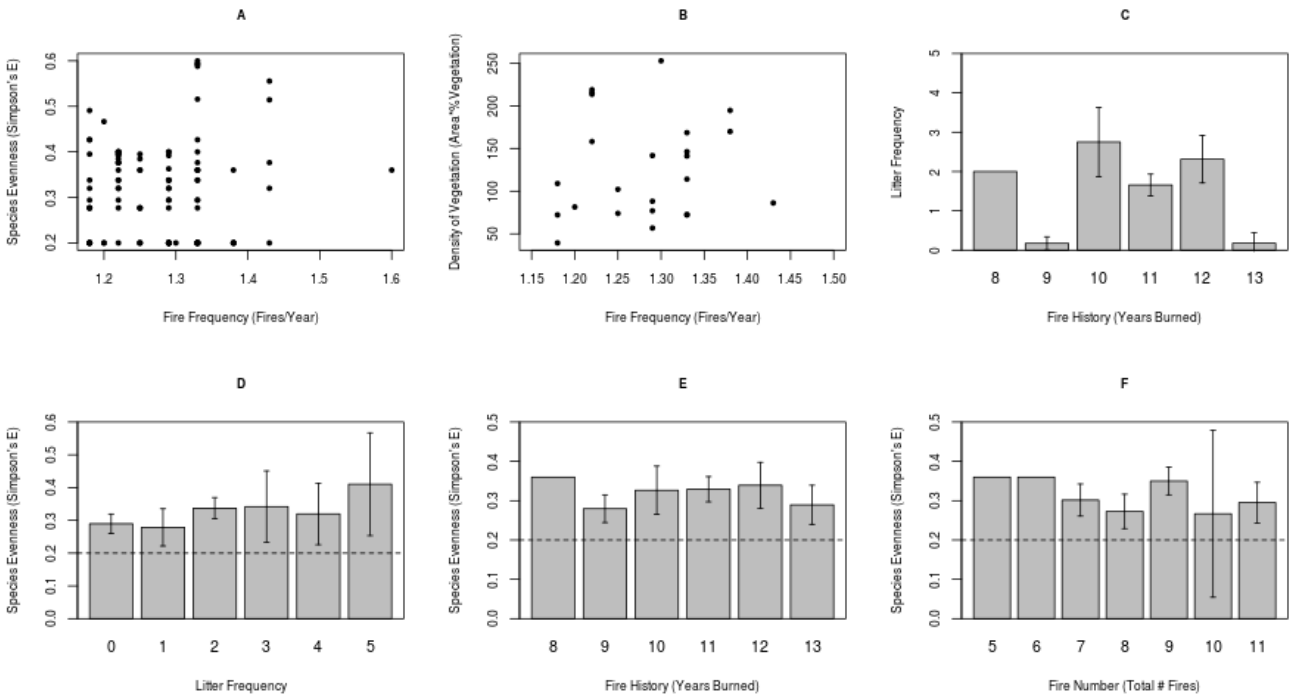 A
Species Evenness (Simpson's E)
0.2 0.3 0.4 0.5 0.6
1.2 1.3 1.4 1.5 1.6
Fire Frequency (Fires/Year)
B
Density of Vegetation (Area*%Vegetation)
50 100 150 200 250
1.15 1.20 1.25 1.30 1.35 1.40 1.45 1.50
Fire Frequency (Fires/Year)
C
Litter Frequency
0 1 2 3 4 5
8 9 10 11 12 13
Fire History (Years Burned)
D
Species Evenness (Simpson's E)
0.0 0.1 0.2 0.3 0.4 0.5 0.6
0 1 2 3 4 5
Litter Frequency
E
Species Evenness (Simpson's E)
0.0 0.1 0.2 0.3 0.4 0.5
8 9 10 11 12 13
Fire History (Years Burned)
F
Species Evenness (Simpson's E)
0.0 0.1 0.2 0.3 0.4 0.5
5 6 7 8 9 10 11
Fire Number (Total # Fires)